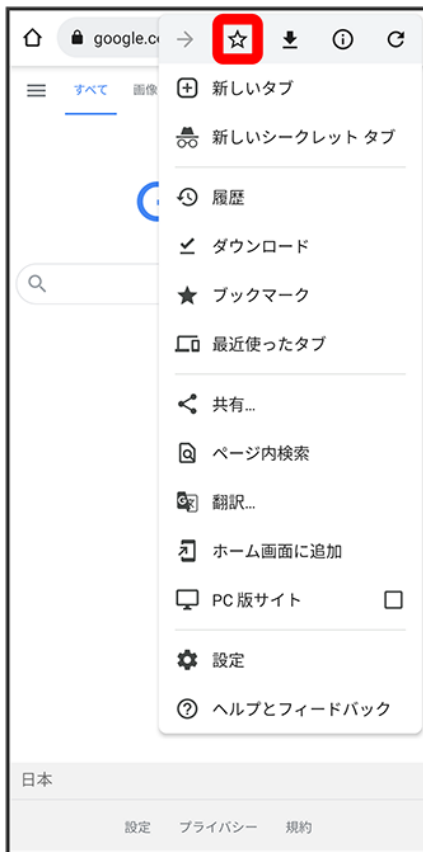 google.c
新しいタブ
すべて 画像
新しいシークレット タブ
履歴
ダウンロード
ブックマーク
最近使ったタブ
共有...
ページ内検索
翻訳...
ホーム画面に追加
PC 版サイト
設定
ヘルプとフィードバック
日本
設定 プライバシー 規約